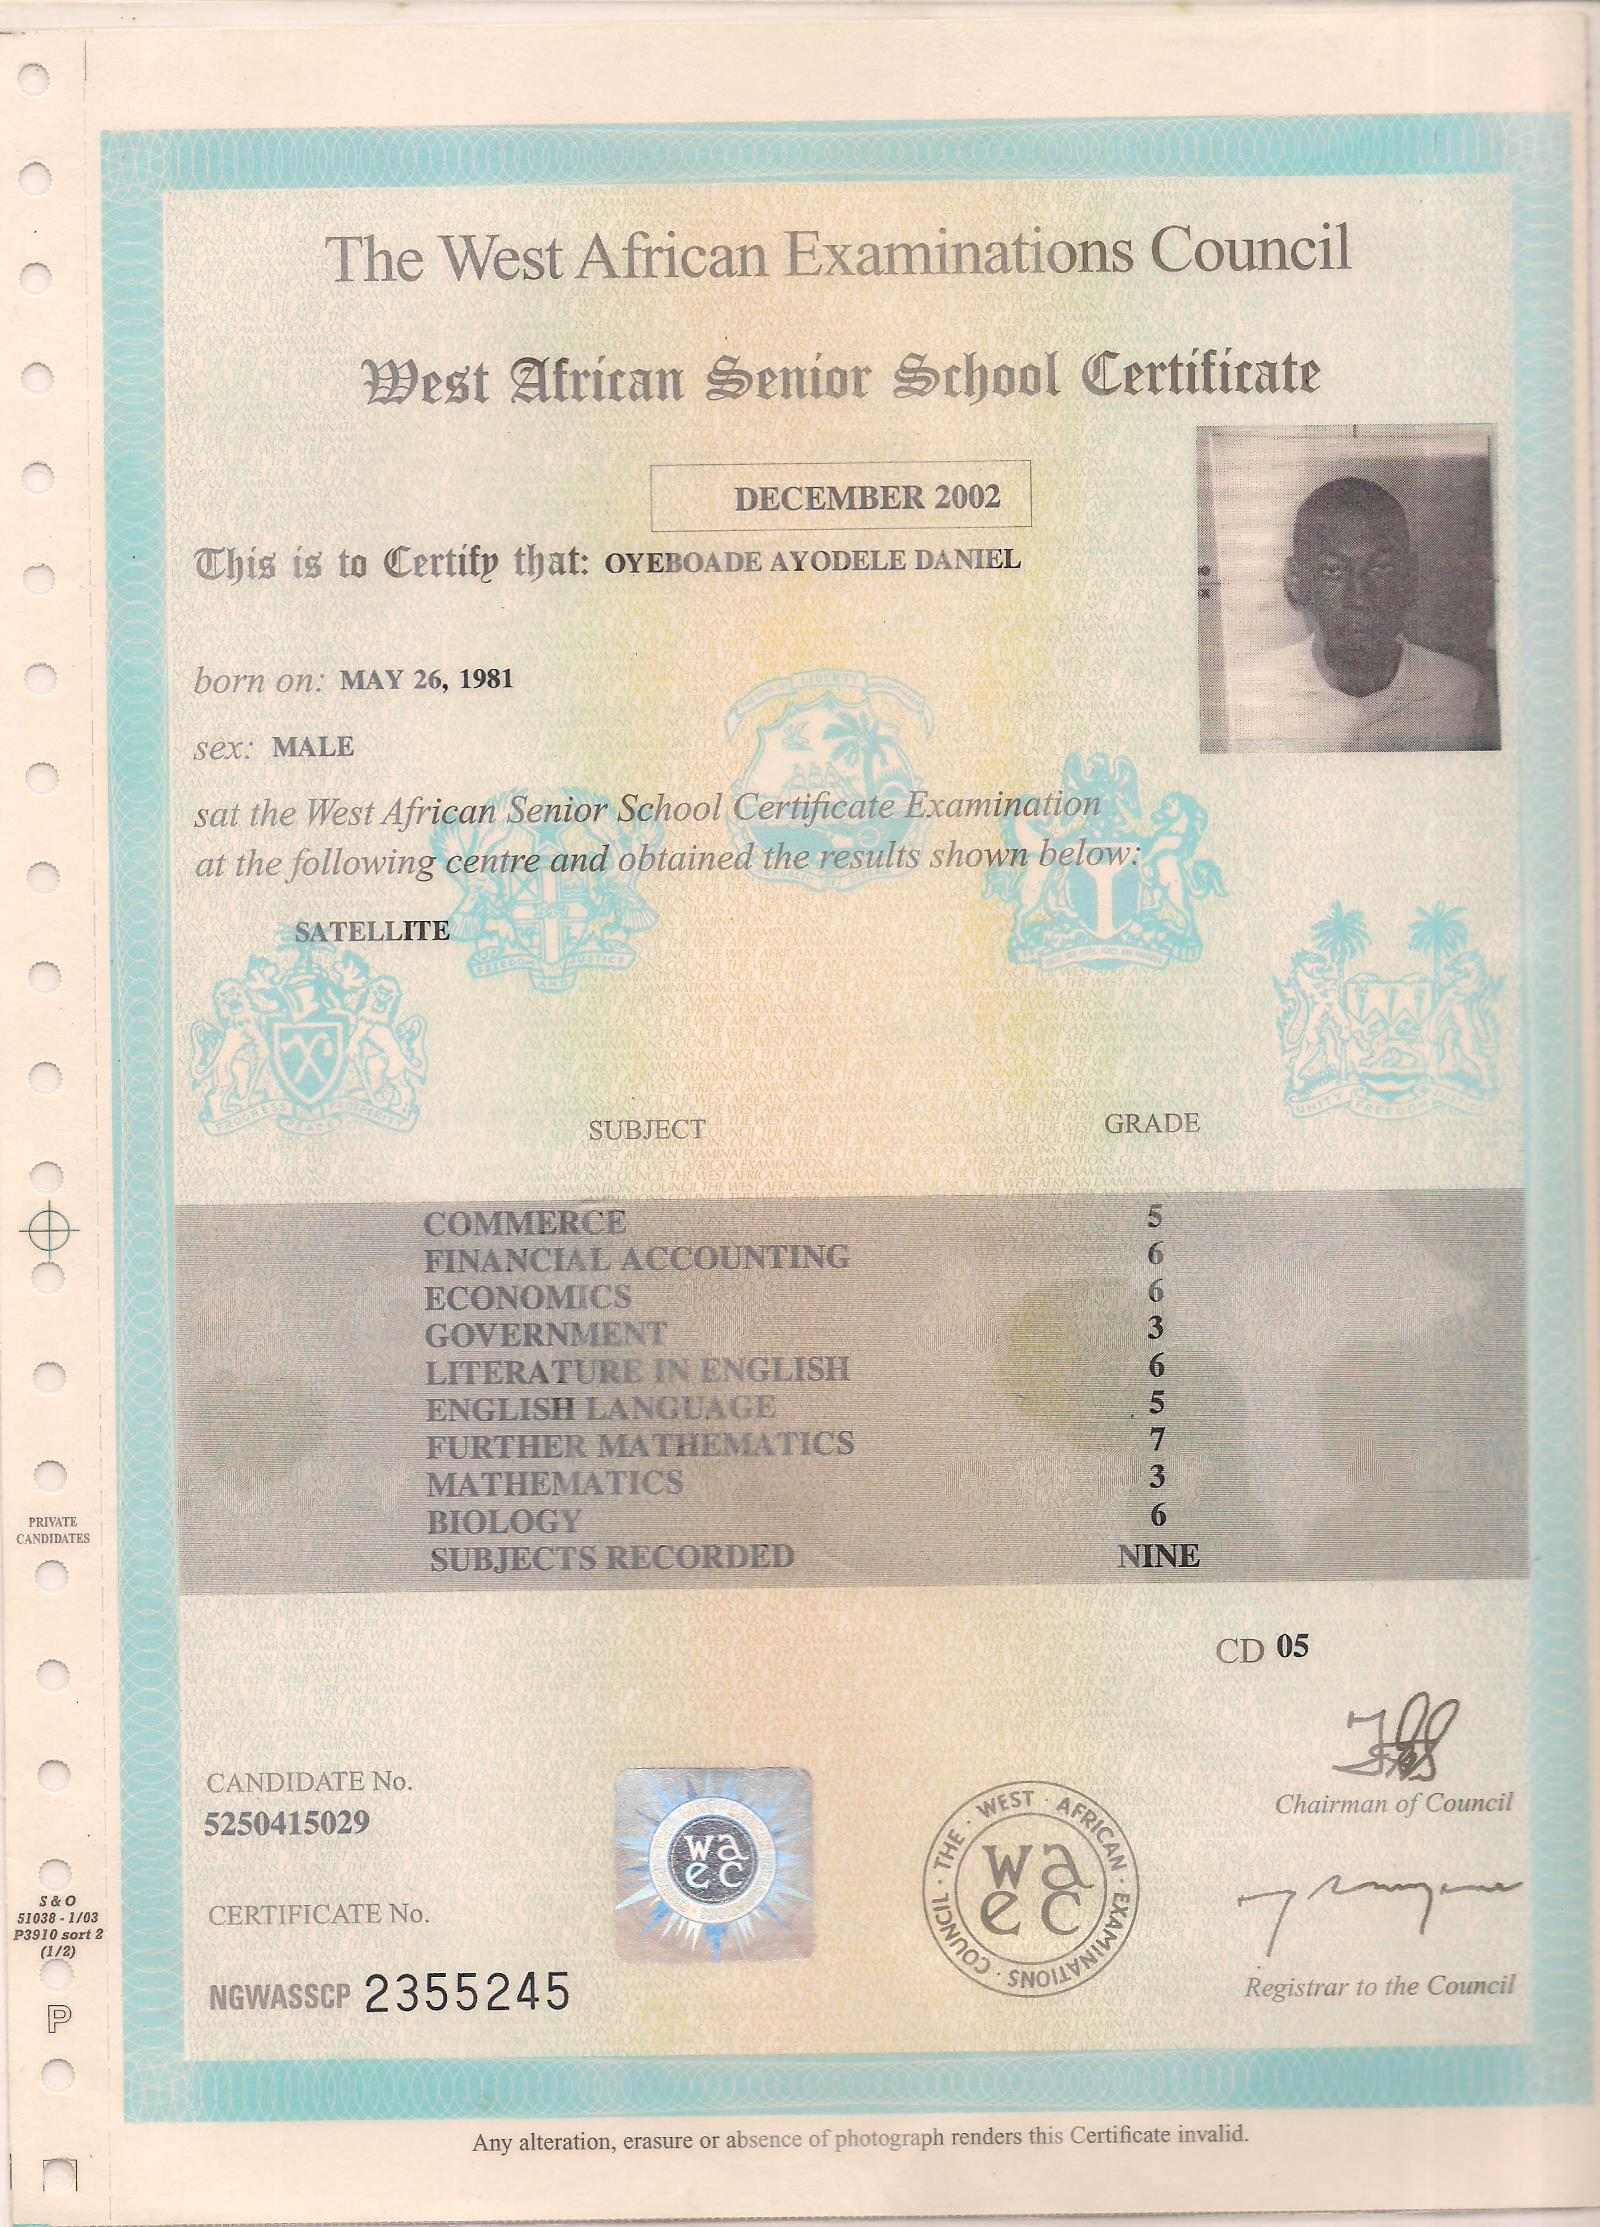 The West African Examinations Council
West African Senior School Certificate
DECEMBER 2002
This is to Certify that: OYEBOADE AYODELE DANIEL
born on: MAY 26, 1981
sex: MALE
sat the West African Senior School Certificate Examination
at the following centre and obtained the results shown below:
SATELLITE
SUBJECT GRADE
COMMERCE 5
FINANCIAL ACCOUNTING 6
ECONOMICS 6
GOVERNMENT 3
LITERATURE IN ENGLISH 6
ENGLISH LANGUAGE 5
FURTHER MATHEMATICS 7
MATHEMATICS 3
BIOLOGY 6
SUBJECTS RECORDED NINE
PRIVATE
CANDIDATES
CD 05
Chairman of Council
CANDIDATE No.
5250415029
wa
ec
THE · WEST · AFRICAN · EXAMINATIONS · COUNCIL
wa
ec
CERTIFICATE No.
NGWASSCP 2355245
Registrar to the Council
S & O
51038 - 1/03
P3910 sort 2
(1/2)
P
Any alteration, erasure or absence of photograph renders this Certificate invalid.